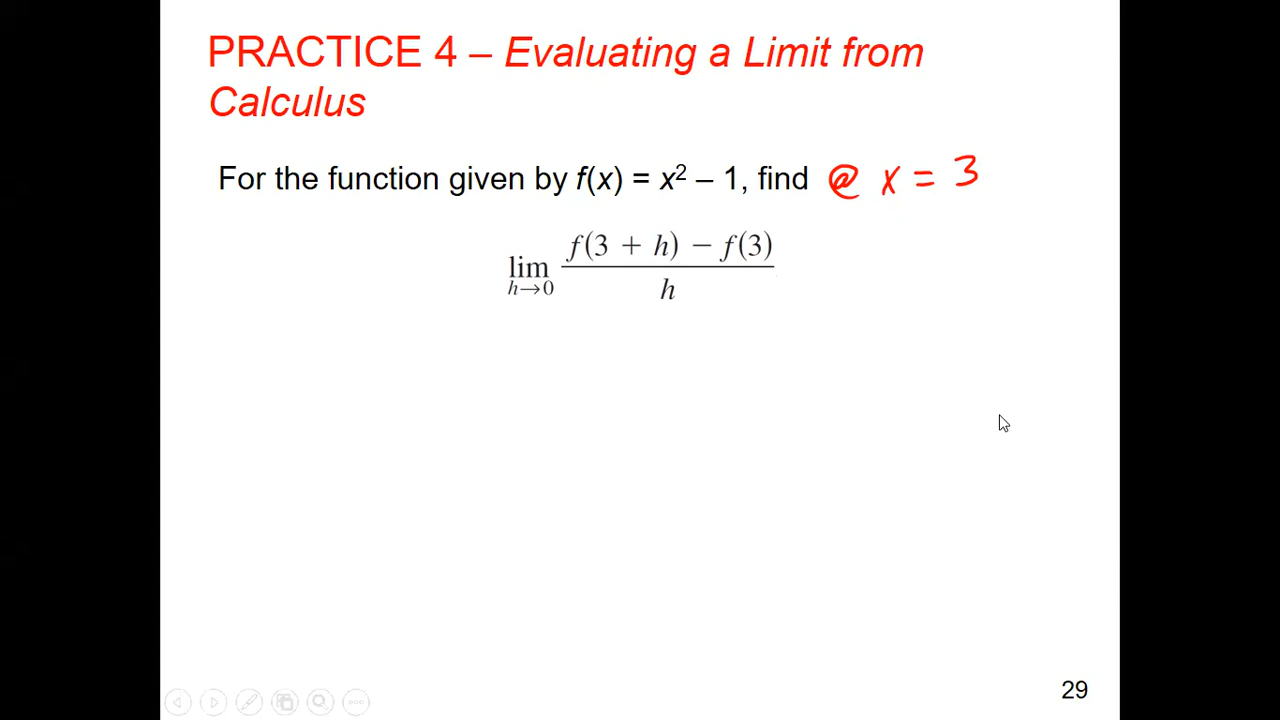 PRACTICE 4 – Evaluating a Limit from
Calculus
For the function given by f(x) = x² – 1, find @ x = 3
lim h→0 f(3 + h) − f(3) / h
29